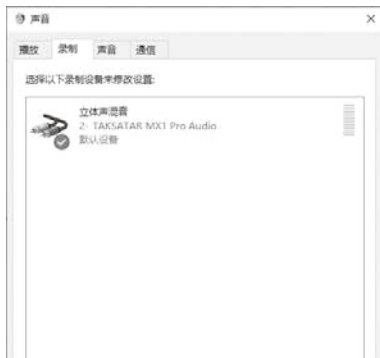 声音
播放 录制 声音 通信
选择以下录制设备来修改设置:
立体声混音
2- TAKSATAR MX1 Pro Audio
默认设备